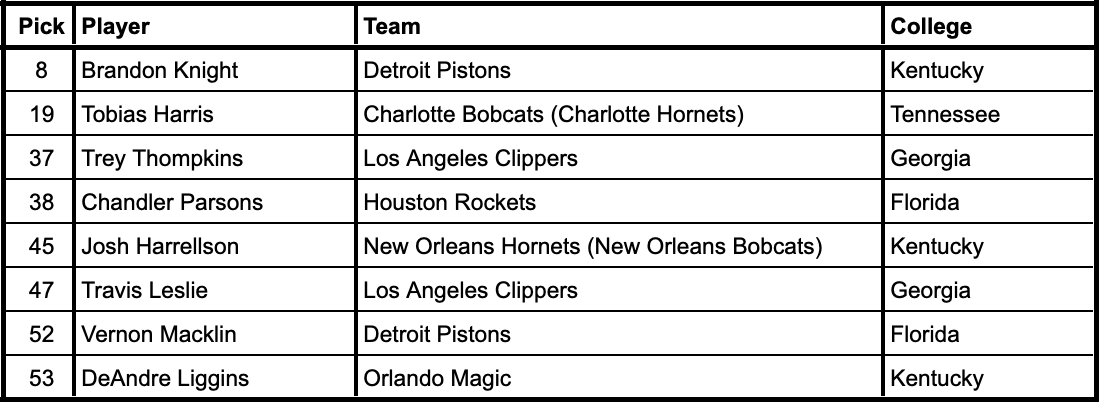 Pick Player Team College
8 Brandon Knight Detroit Pistons Kentucky
19 Tobias Harris Charlotte Bobcats (Charlotte Hornets) Tennessee
37 Trey Thompkins Los Angeles Clippers Georgia
38 Chandler Parsons Houston Rockets Florida
45 Josh Harrellson New Orleans Hornets (New Orleans Bobcats) Kentucky
47 Travis Leslie Los Angeles Clippers Georgia
52 Vernon Macklin Detroit Pistons Florida
53 DeAndre Liggins Orlando Magic Kentucky